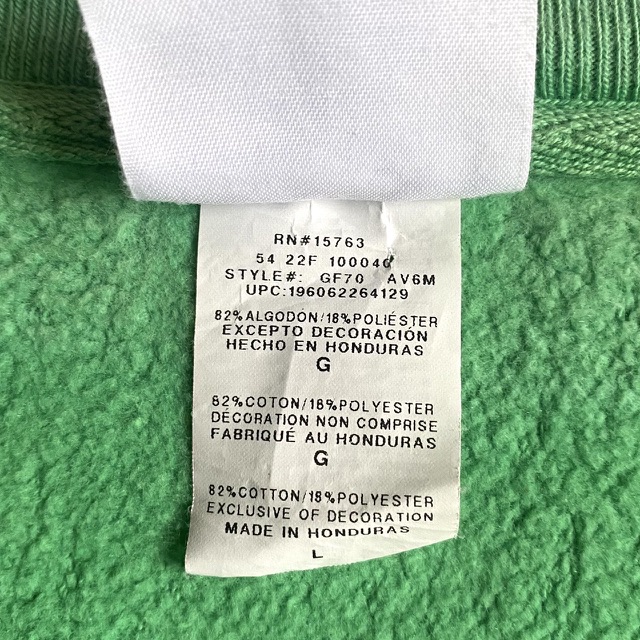 RN#15763
54 22F 100040
STYLE#: GF70 AV6M
UPC:196062264129
82%ALGODÓN/18%POLIÉSTER
EXCEPTO DECORACIÓN
HECHO EN HONDURAS
G
82%COTON/18%POLYESTER
DÉCORATION NON COMPRISE
FABRIQUÉ AU HONDURAS
G
82%COTTON/18%POLYESTER
EXCLUSIVE OF DECORATION
MADE IN HONDURAS
L